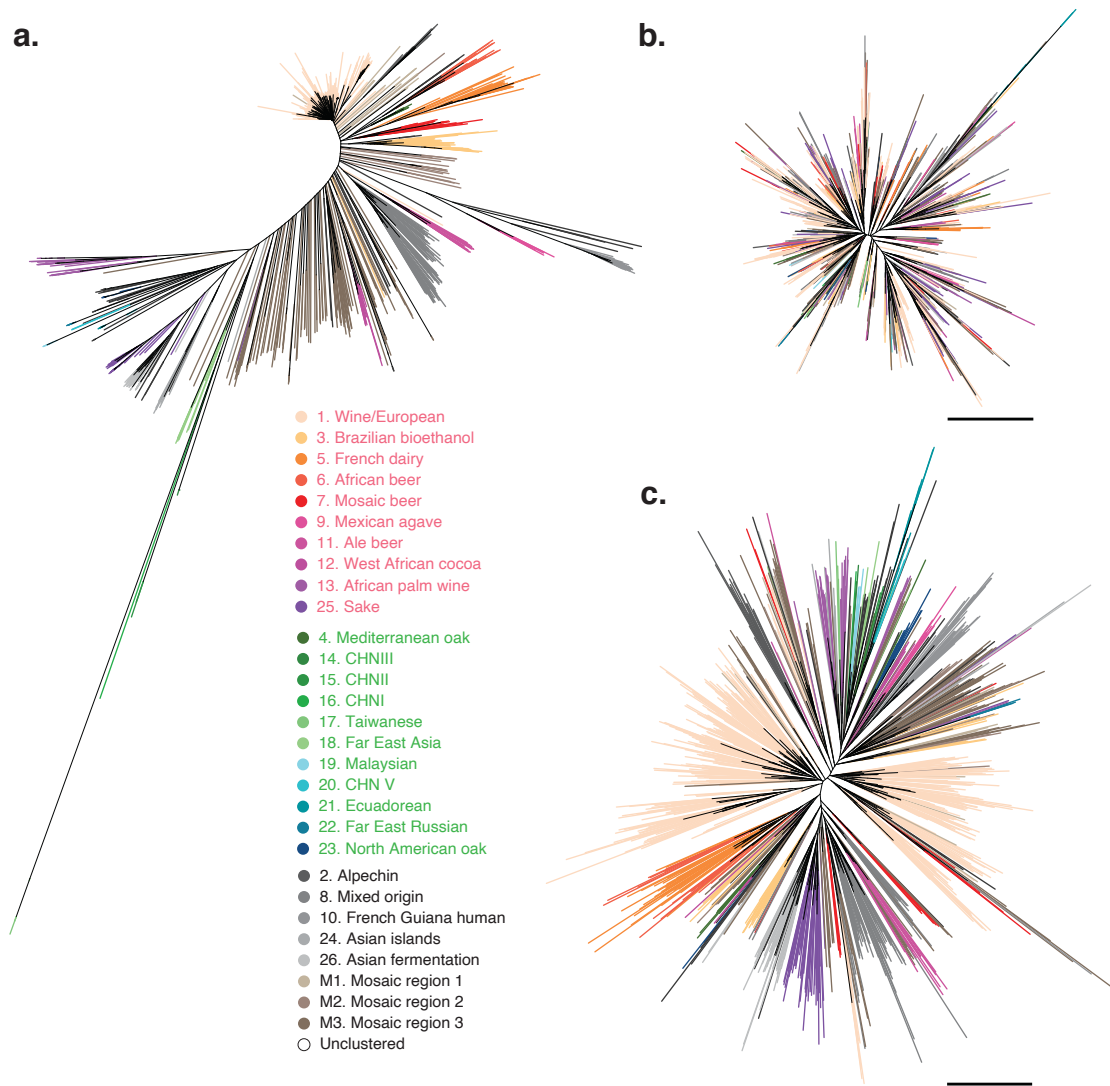 a.
b.
1. Wine/European
3. Brazilian bioethanol
5. French dairy
6. African beer
7. Mosaic beer
9. Mexican agave
11. Ale beer
12. West African cocoa
13. African palm wine
25. Sake
4. Mediterranean oak
14. CHNIII
15. CHNII
16. CHNI
17. Taiwanese
18. Far East Asia
19. Malaysian
20. CHN V
21. Ecuadorean
22. Far East Russian
23. North American oak
2. Alpechin
8. Mixed origin
10. French Guiana human
24. Asian islands
26. Asian fermentation
M1. Mosaic region 1
M2. Mosaic region 2
M3. Mosaic region 3
Unclustered
c.